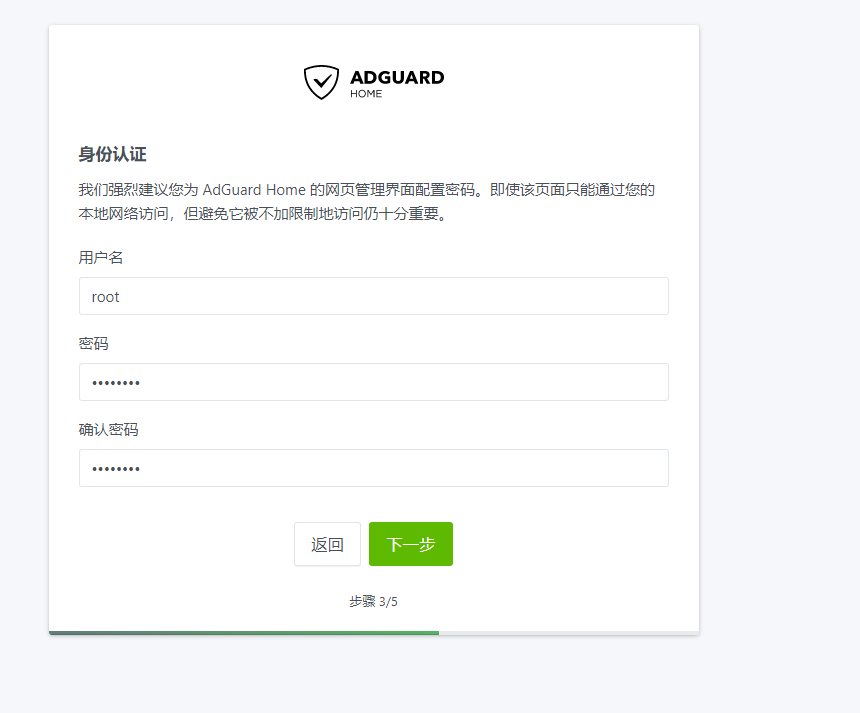 ADGUARD
HOME
身份认证
我们强烈建议您为 AdGuard Home 的网页管理界面配置密码。即使该页面只能通过您的
本地网络访问，但避免它被不加限制地访问仍十分重要。
用户名
root
密码
••••••••
确认密码
••••••••
返回 下一步
步骤 3/5